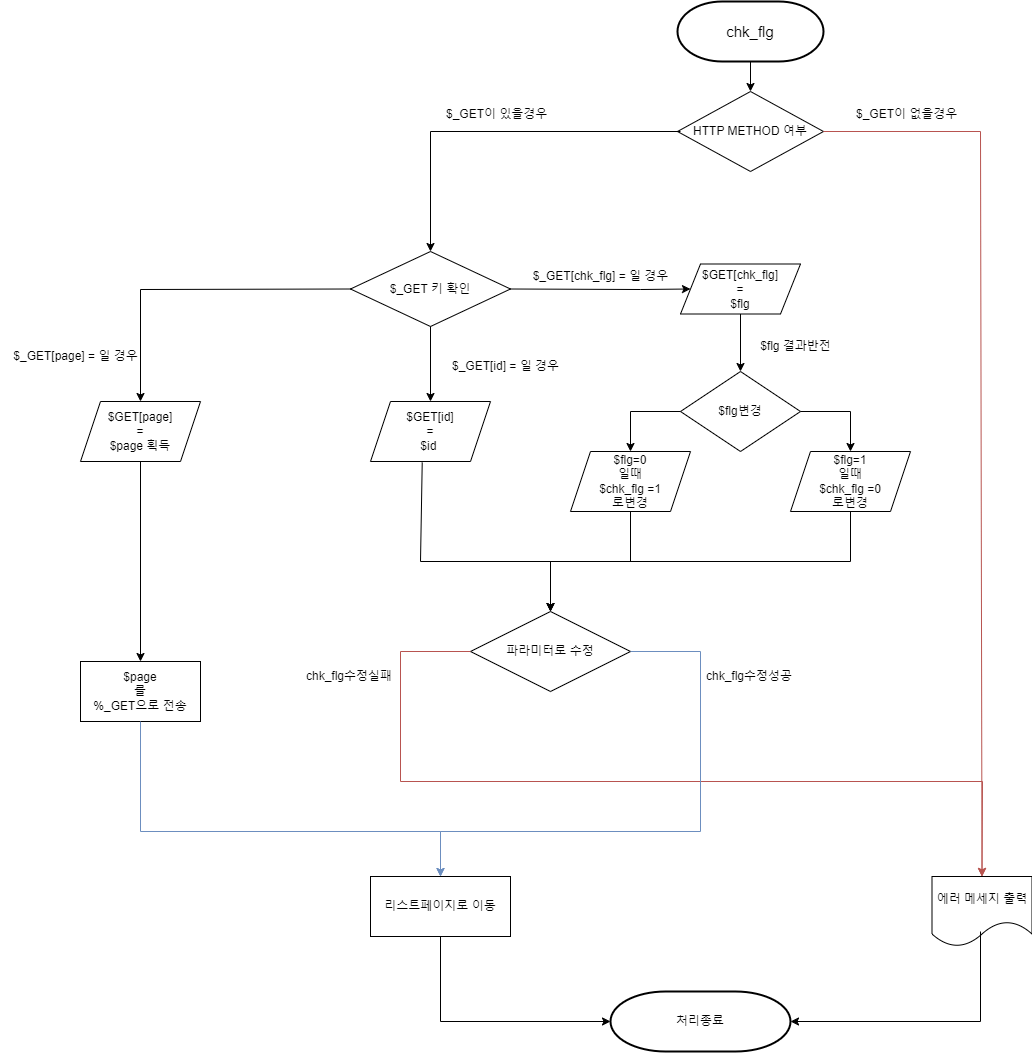 chk_flg
$_GET이 있을경우
$_GET이 없을경우
HTTP METHOD 여부
$_GET 키 확인
$_GET[chk_flg] = 일 경우
$GET[chk_flg]
=
$flg
$_GET[page] = 일 경우
$_GET[id] = 일 경우
$flg 결과반전
$GET[page]
=
$page 획득
$GET[id]
=
$id
$flg변경
$flg=0
일때
$chk_flg =1
로변경
$flg=1
일때
$chk_flg =0
로변경
파라미터로 수정
chk_flg수정실패
chk_flg수정성공
$page
를
%_GET으로 전송
리스트페이지로 이동
에러 메세지 출력
처리종료